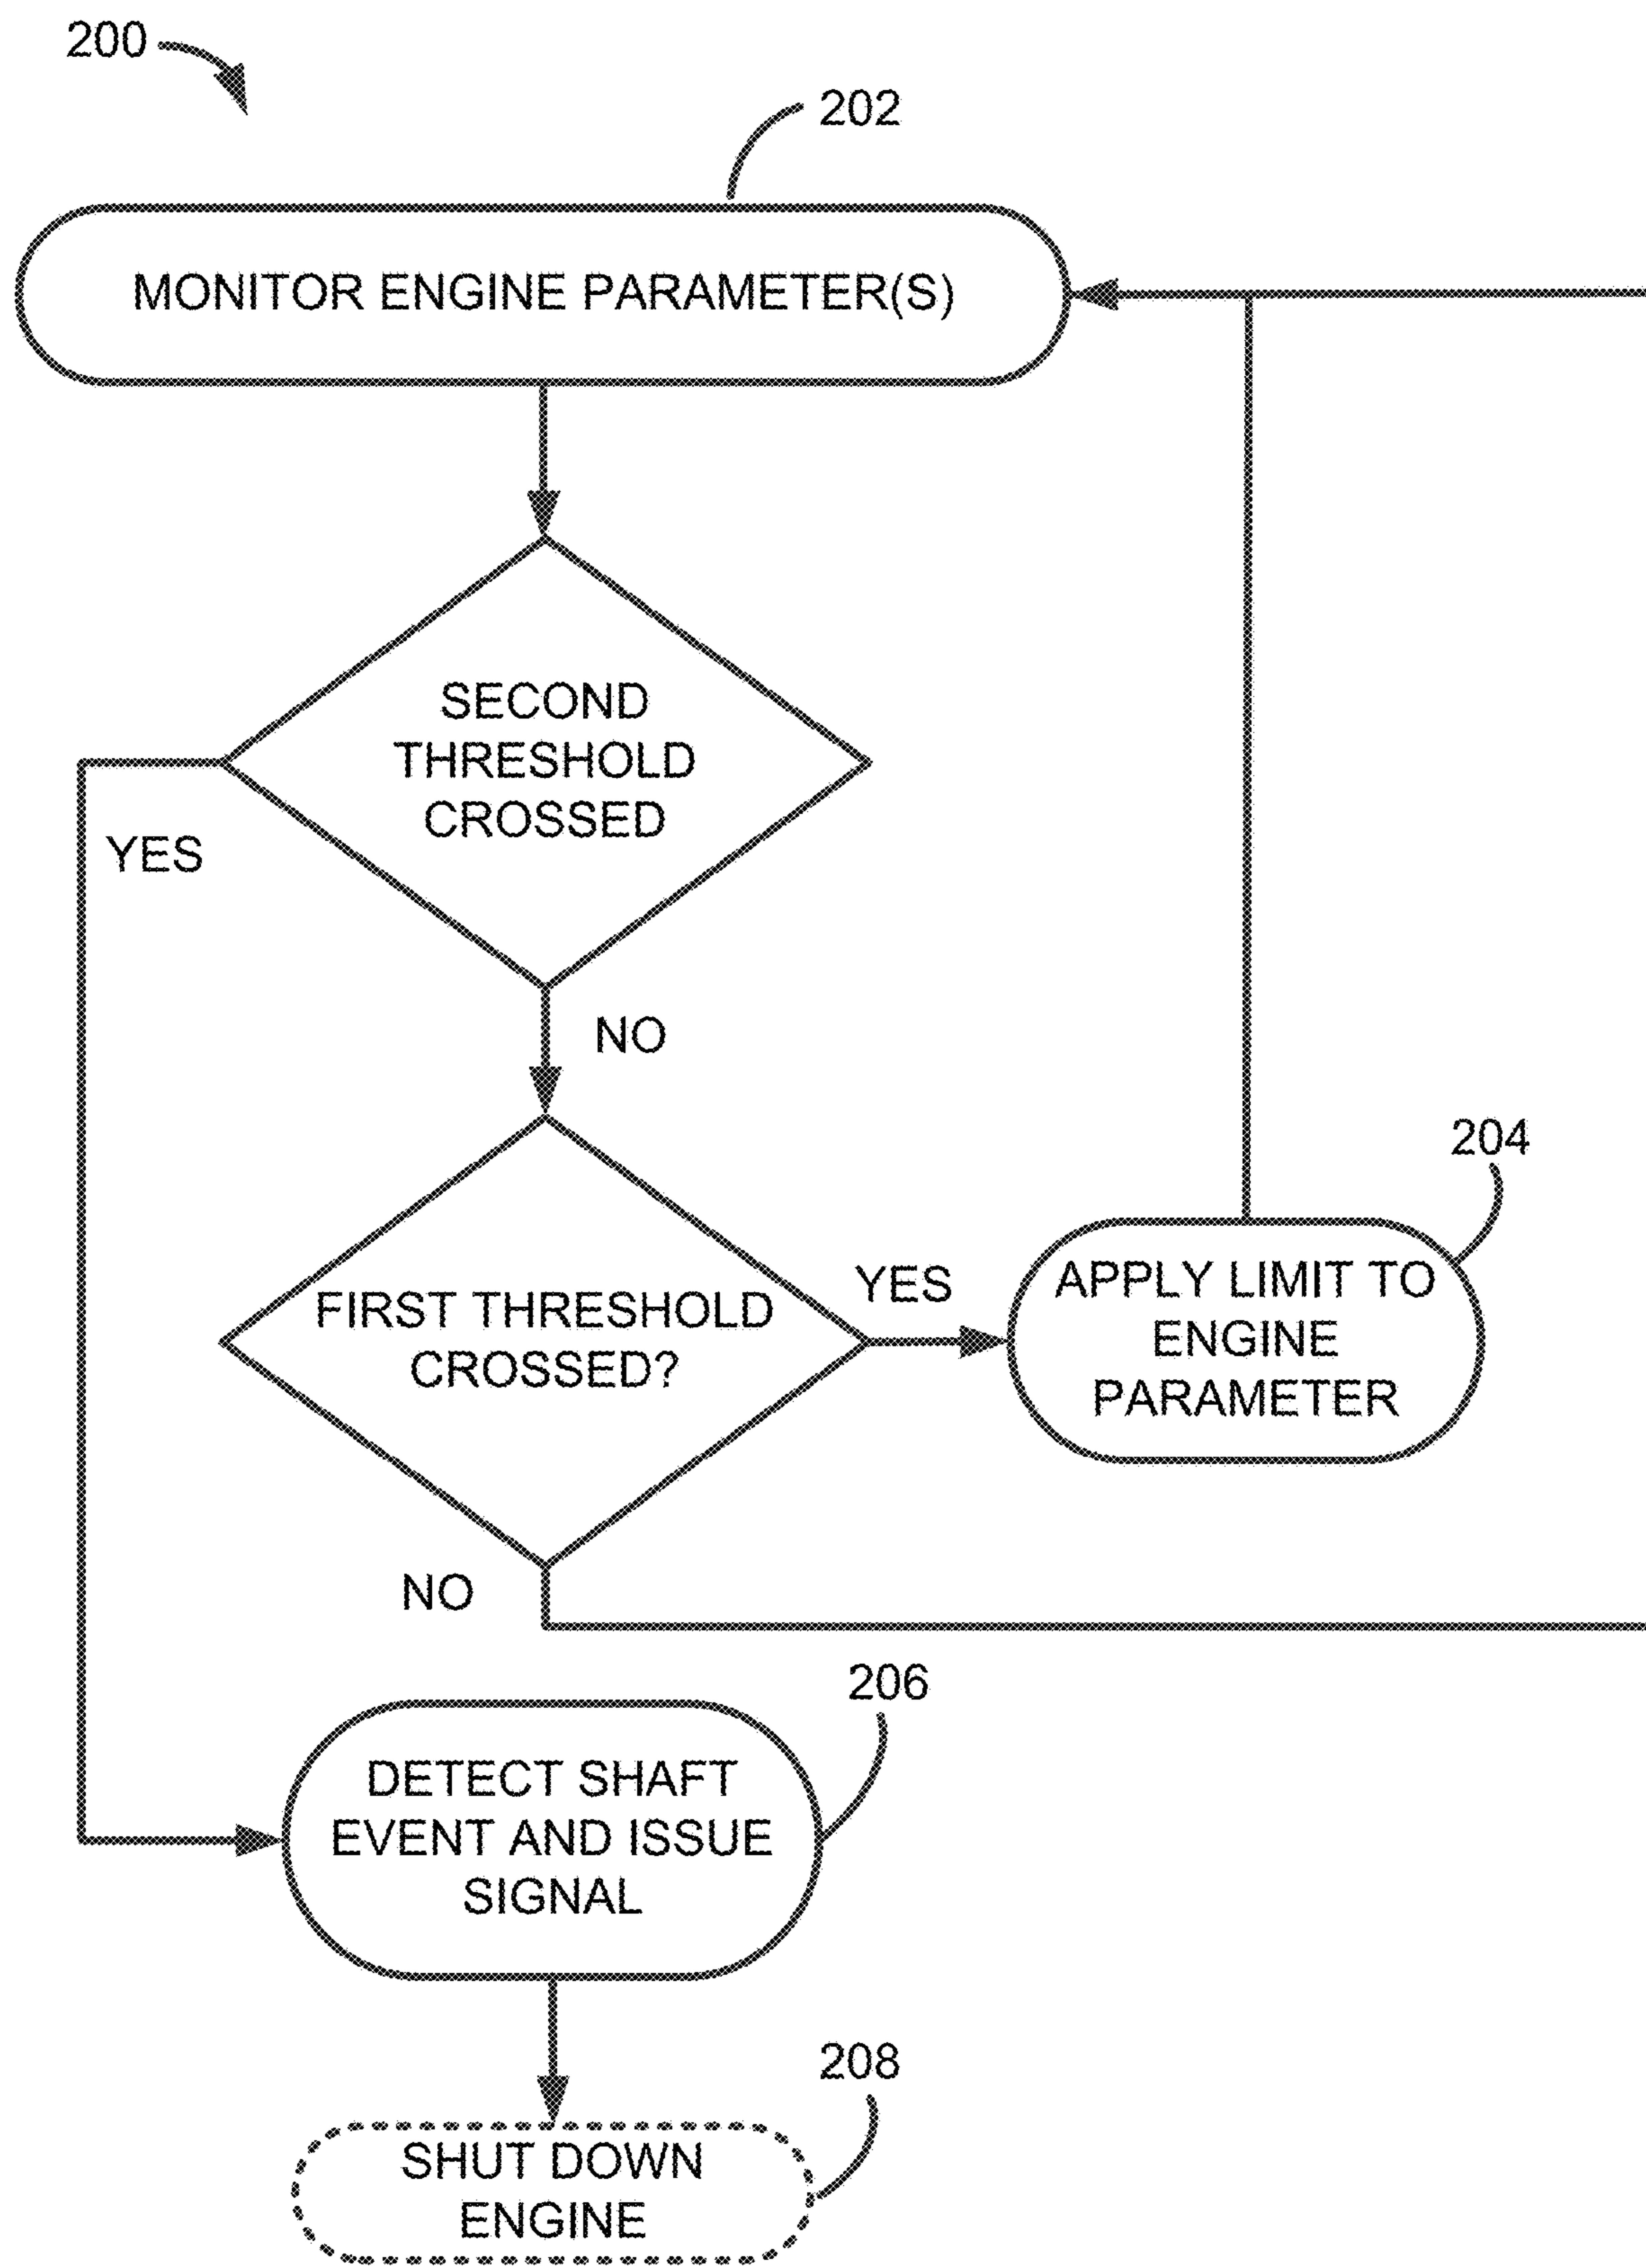 200
202
MONITOR ENGINE PARAMETER(S)
SECOND
THRESHOLD
CROSSED
YES
NO
204
FIRST THRESHOLD
CROSSED?
YES
APPLY LIMIT TO
ENGINE
PARAMETER
NO
206
DETECT SHAFT
EVENT AND ISSUE
SIGNAL
208
SHUT DOWN
ENGINE